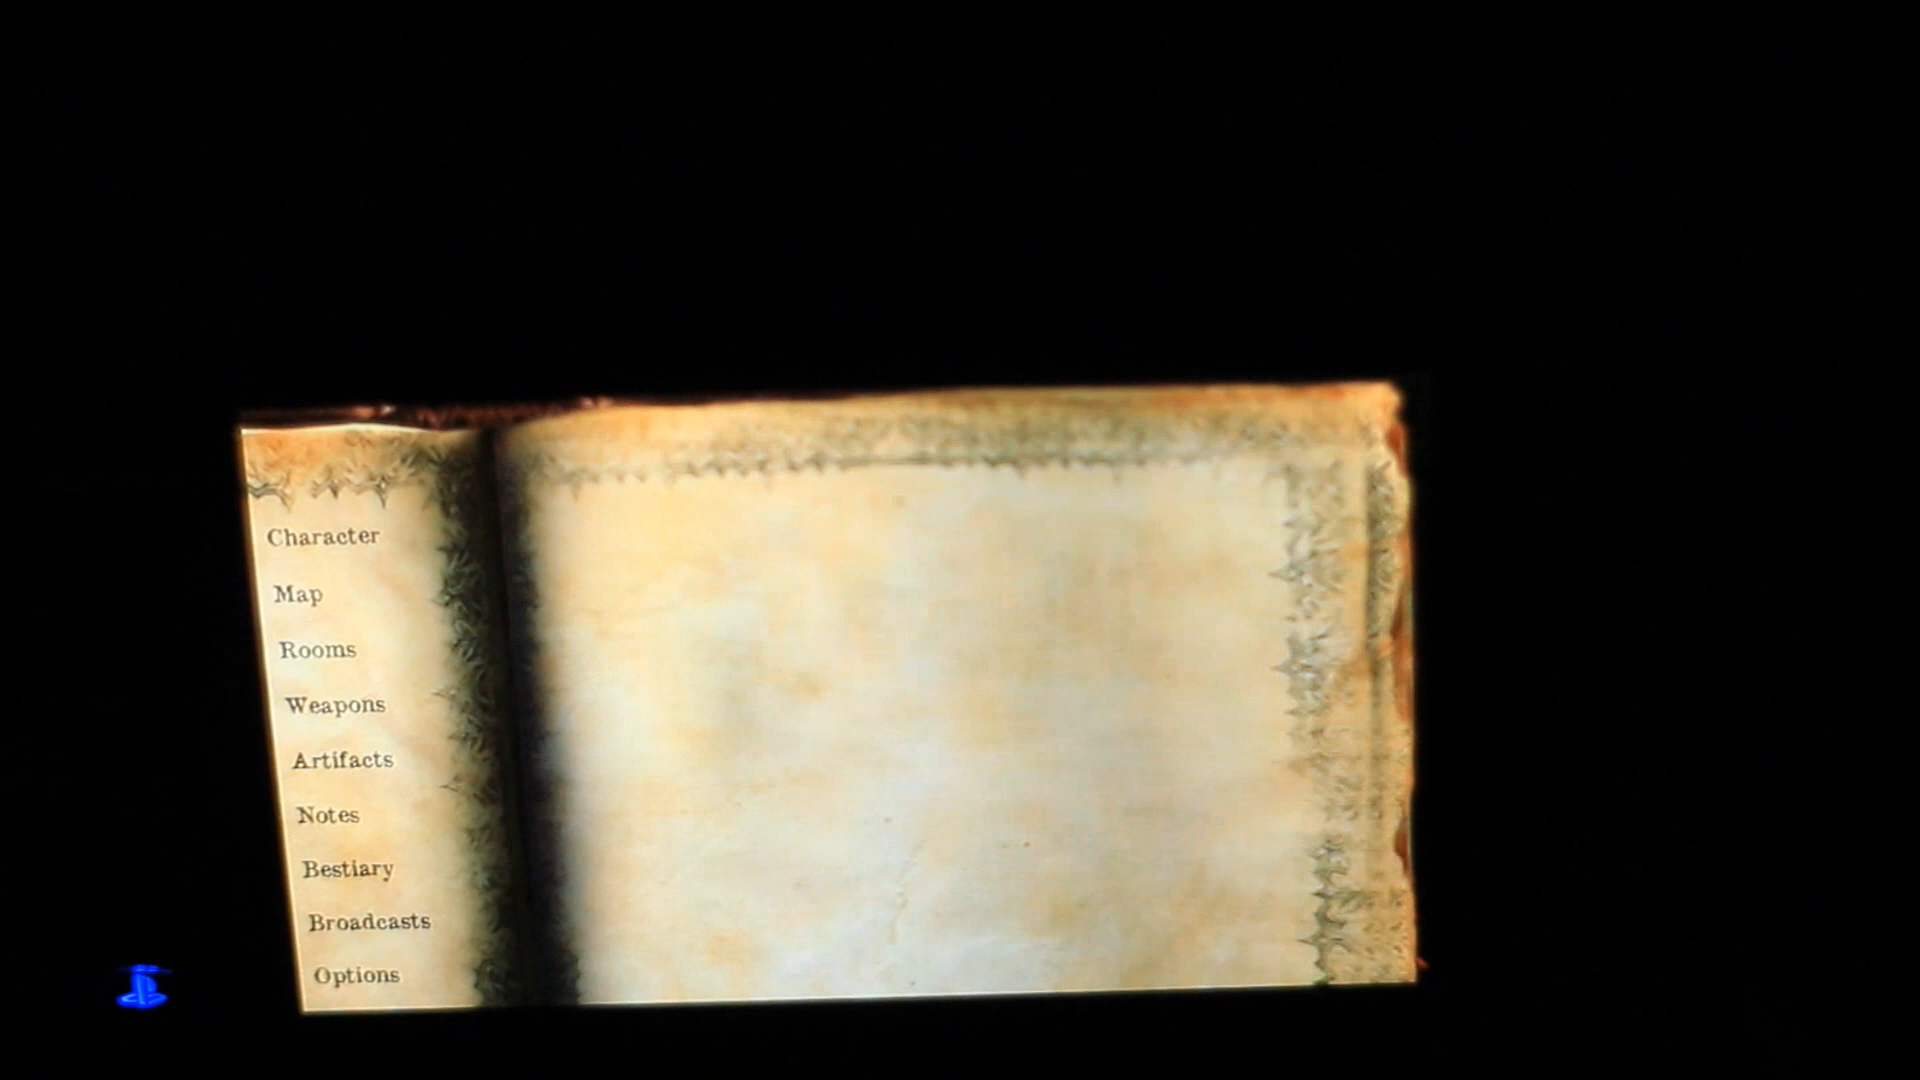 Character
Map
Rooms
Weapons
Artifacts
Notes
Bestiary
Broadcasts
Options